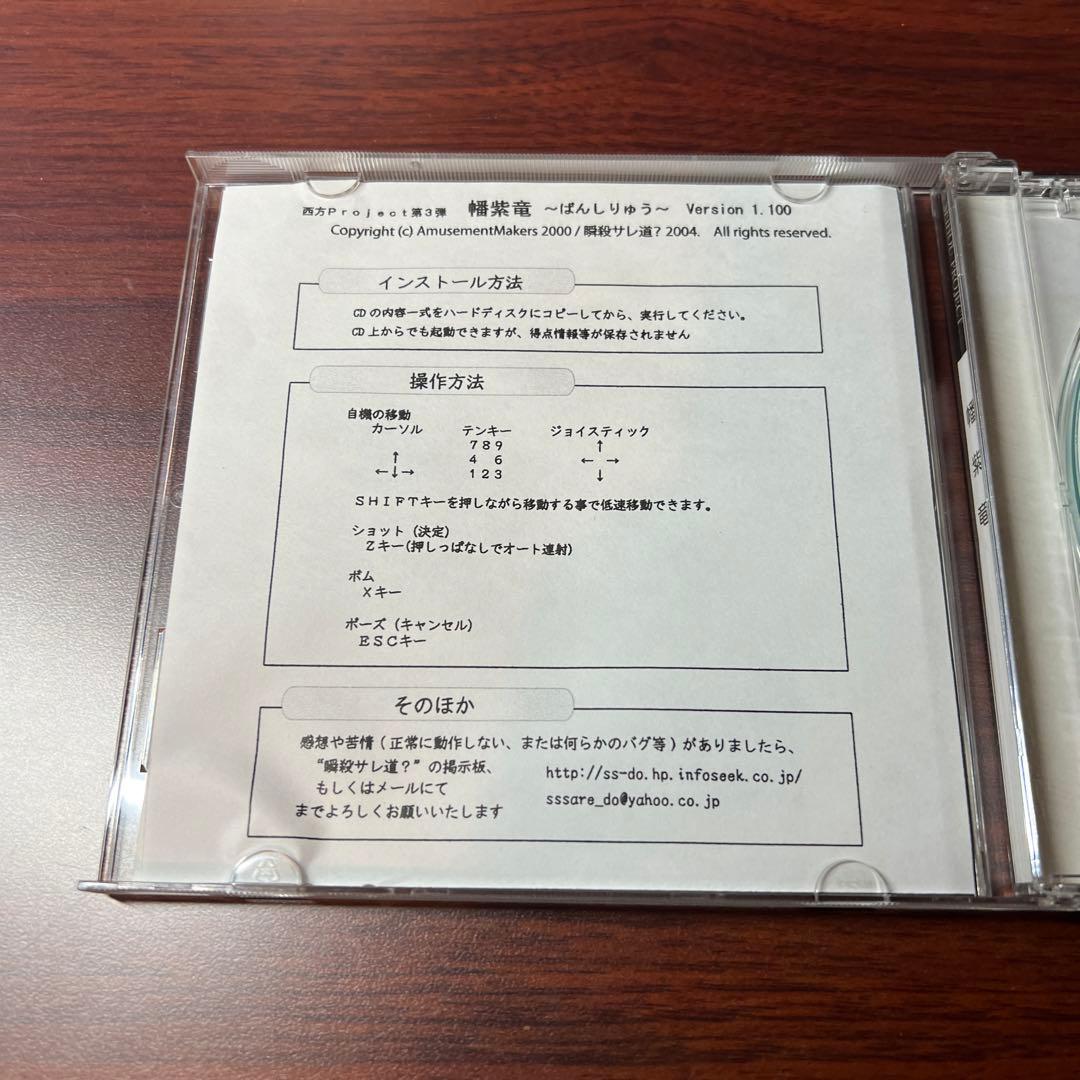 西方Project第3弾　幡紫竜　～ばんしりゅう～　Version 1.100
Copyright (c) AmusementMakers 2000 / 瞬殺サレ道? 2004.　All rights reserved.
インストール方法
CDの内容一式をハードディスクにコピーしてから、実行してください。
CD上からでも起動できますが、得点情報等が保存されません
操作方法
自機の移動
カーソル　テンキー　ジョイスティック
７８９　↑
↑　４　６　←　→
←↓→　１２３　↓
ＳＨＩＦＴキーを押しながら移動する事で低速移動できます。
ショット（決定）
Ｚキー(押しっぱなしでオート連射)
ボム
Ｘキー
ポーズ（キャンセル）
ＥＳＣキー
そのほか
感想や苦情(正常に動作しない、または何らかのバグ等)がありましたら、
“瞬殺サレ道？”の掲示板、　http://ss-do.hp.infoseek.co.jp/
もしくはメールにて　sssare_do@yahoo.co.jp
までよろしくお願いいたします
幡紫竜